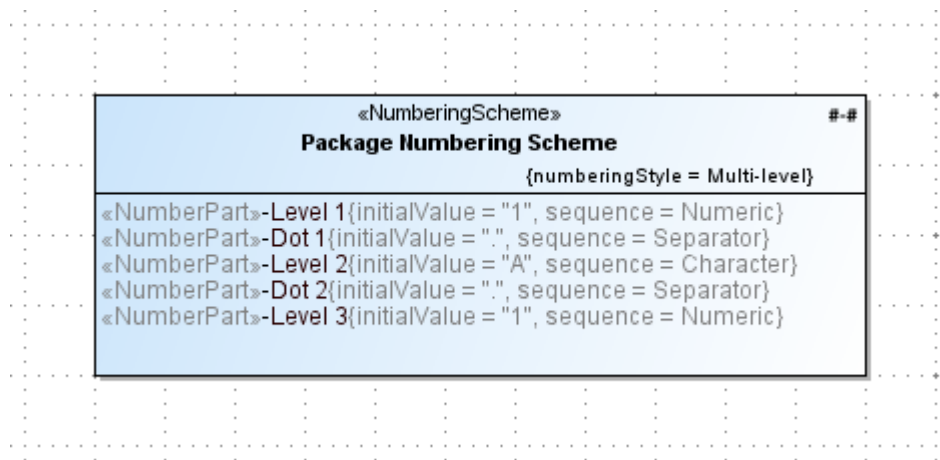 «NumberingScheme» #-#
Package Numbering Scheme
{numberingStyle = Multi-level}
«NumberPart»-Level 1{initialValue = "1", sequence = Numeric}
«NumberPart»-Dot 1{initialValue = ".", sequence = Separator}
«NumberPart»-Level 2{initialValue = "A", sequence = Character}
«NumberPart»-Dot 2{initialValue = ".", sequence = Separator}
«NumberPart»-Level 3{initialValue = "1", sequence = Numeric}